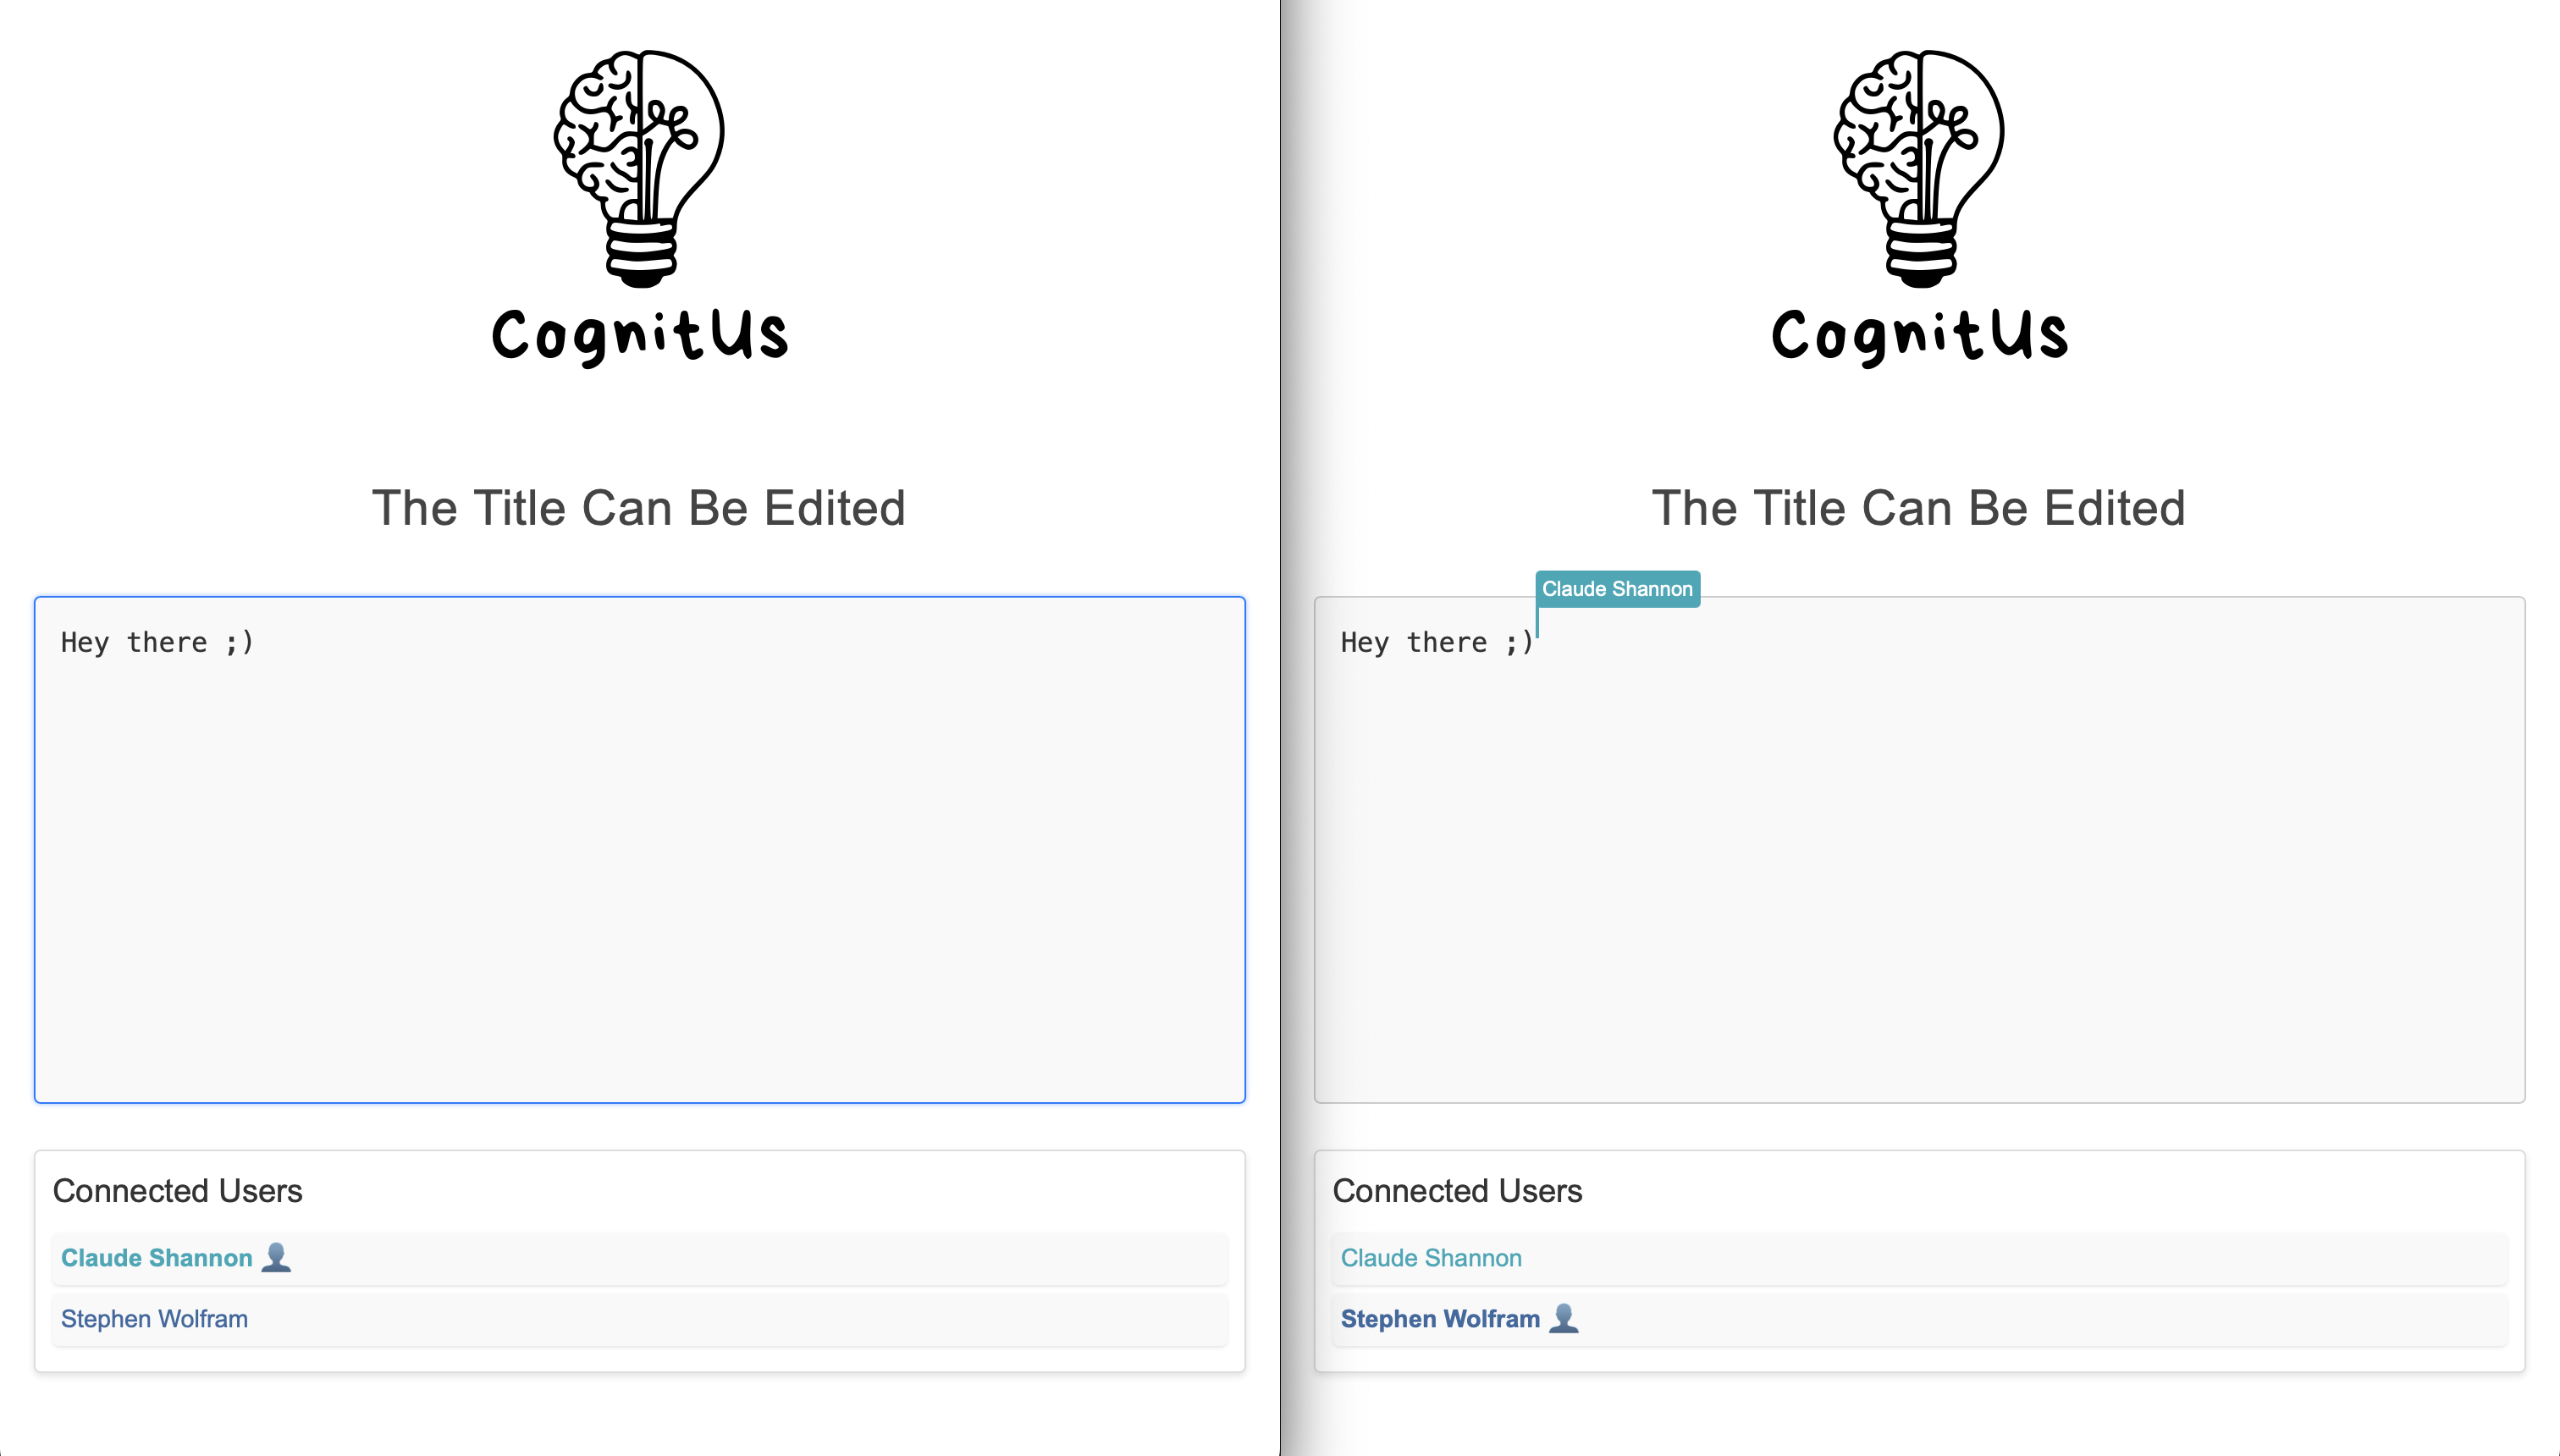 CognitUs
The Title Can Be Edited
Hey there ;)
Connected Users
Claude Shannon
Stephen Wolfram
CognitUs
The Title Can Be Edited
Claude Shannon
Hey there ;)
Connected Users
Claude Shannon
Stephen Wolfram